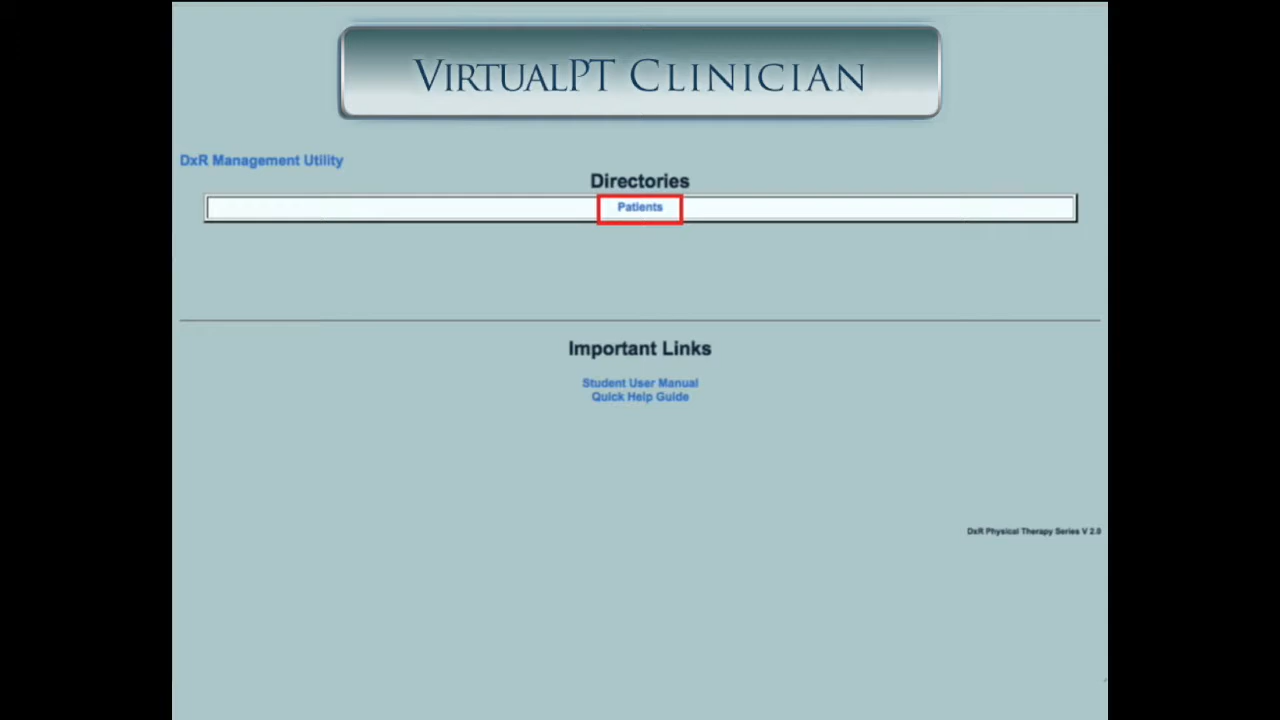 VIRTUALPT CLINICIAN
DxR Management Utility
Directories
Patients
Important Links
Student User Manual
Quick Help Guide
DxR Physical Therapy Series V 2.0